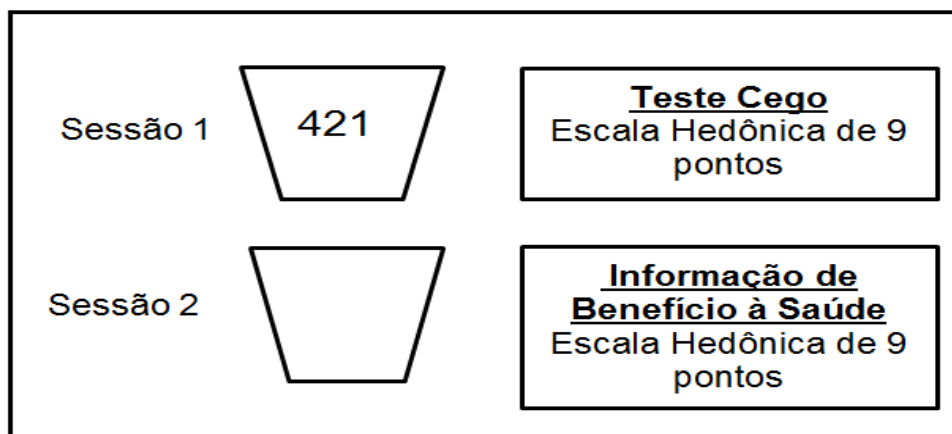 Sessão 1
421
Teste Cego
Escala Hedônica de 9
pontos
Sessão 2
Informação de
Benefício à Saúde
Escala Hedônica de 9
pontos